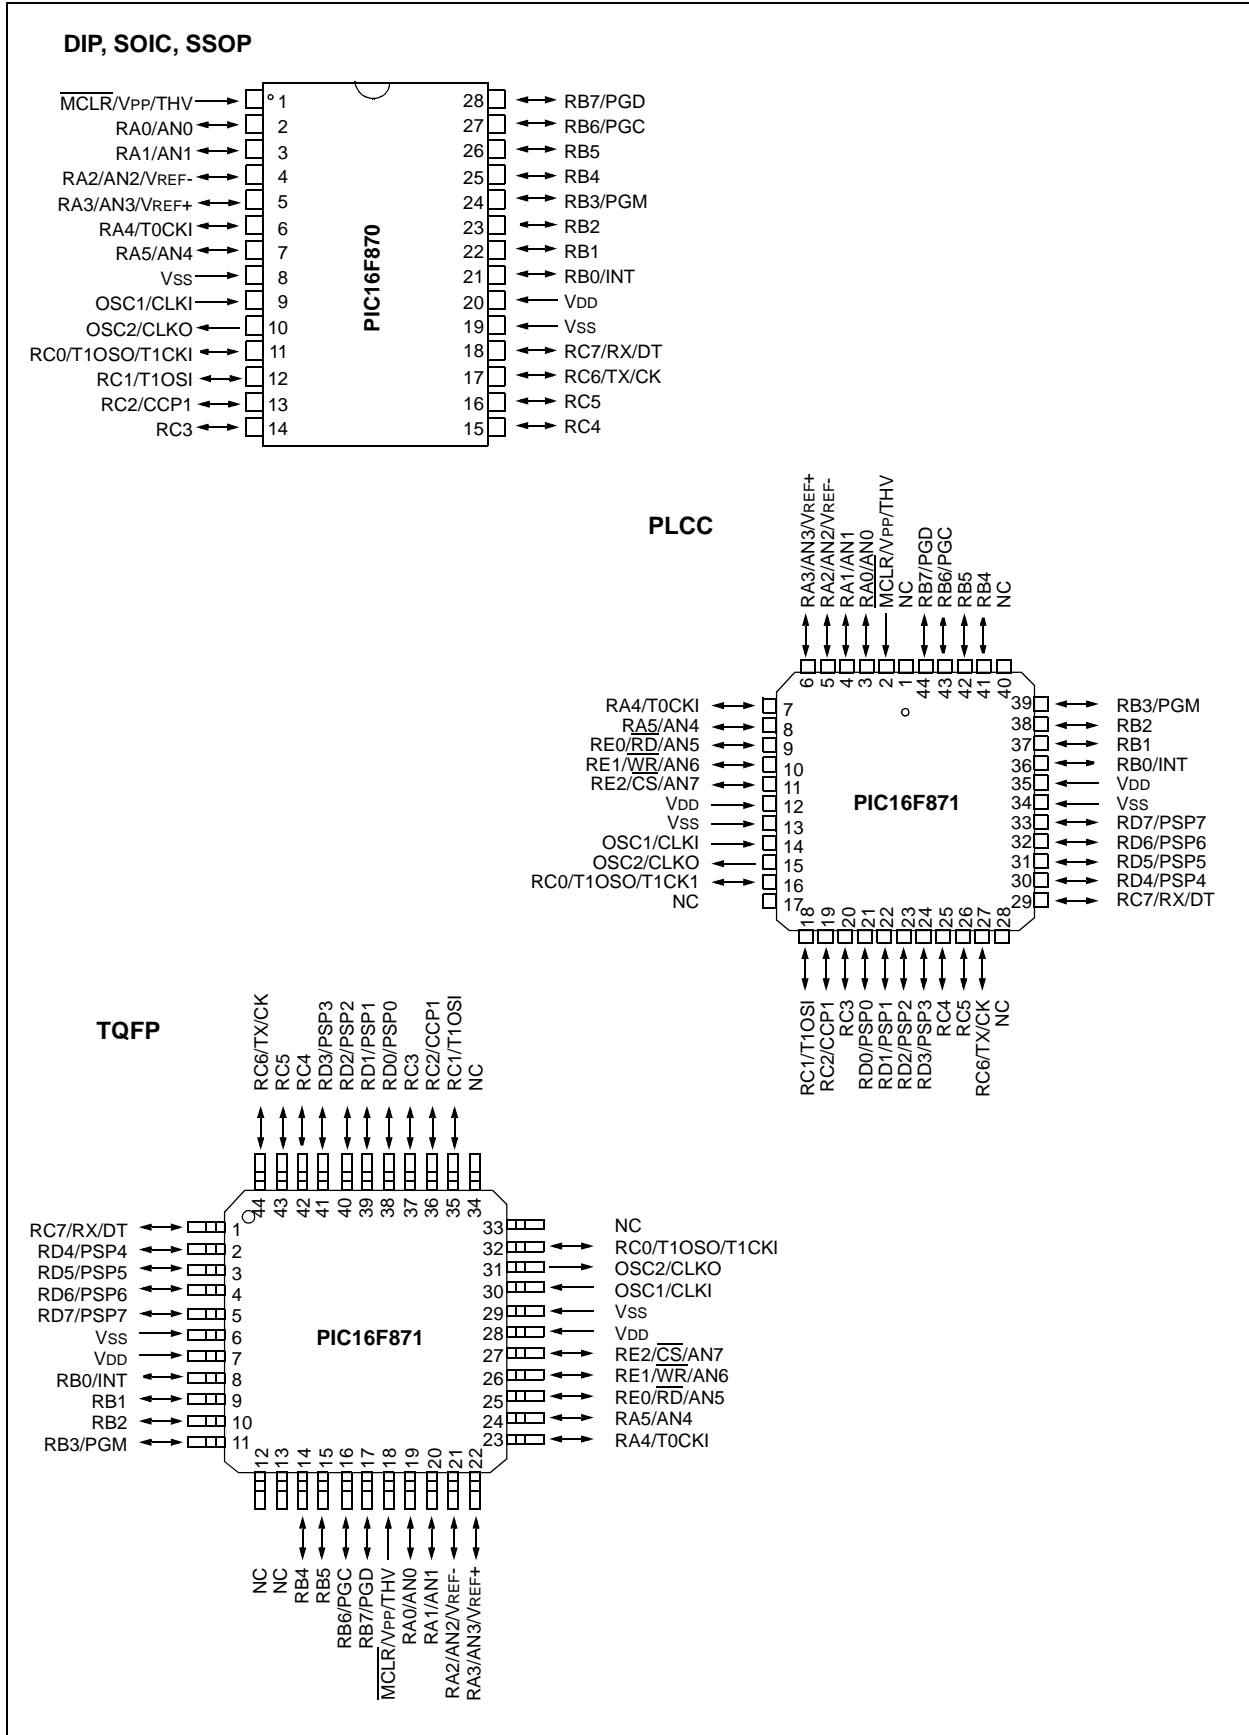 DIP, SOIC, SSOP
MCLR/VPP/THV 1
RA0/AN0 2
RA1/AN1 3
RA2/AN2/VREF- 4
RA3/AN3/VREF+ 5
RA4/T0CKI 6
RA5/AN4 7
VSS 8
OSC1/CLKI 9
OSC2/CLKO 10
RC0/T1OSO/T1CKI 11
RC1/T1OSI 12
RC2/CCP1 13
RC3 14
PIC16F870
28 RB7/PGD
27 RB6/PGC
26 RB5
25 RB4
24 RB3/PGM
23 RB2
22 RB1
21 RB0/INT
20 VDD
19 VSS
18 RC7/RX/DT
17 RC6/TX/CK
16 RC5
15 RC4
PLCC
RA3/AN3/VREF+ 6
RA2/AN2/VREF- 5
RA1/AN1 4
RA0/AN0 3
MCLR/VPP/THV 2
NC 1
RB7/PGD 44
RB6/PGC 43
RB5 42
RB4 41
NC 40
RA4/T0CKI 7
RA5/AN4 8
RE0/RD/AN5 9
RE1/WR/AN6 10
RE2/CS/AN7 11
VDD 12
VSS 13
OSC1/CLKI 14
OSC2/CLKO 15
RC0/T1OSO/T1CK1 16
NC 17
PIC16F871
39 RB3/PGM
38 RB2
37 RB1
36 RB0/INT
35 VDD
34 VSS
33 RD7/PSP7
32 RD6/PSP6
31 RD5/PSP5
30 RD4/PSP4
29 RC7/RX/DT
18 RC1/T1OSI
19 RC2/CCP1
20 RC3
21 RD0/PSP0
22 RD1/PSP1
23 RD2/PSP2
24 RD3/PSP3
25 RC4
26 RC5
27 RC6/TX/CK
28 NC
TQFP
RC6/TX/CK 44
RC5 43
RC4 42
RD3/PSP3 41
RD2/PSP2 40
RD1/PSP1 39
RD0/PSP0 38
RC3 37
RC2/CCP1 36
RC1/T1OSI 35
NC 34
RC7/RX/DT 1
RD4/PSP4 2
RD5/PSP5 3
RD6/PSP6 4
RD7/PSP7 5
VSS 6
VDD 7
RB0/INT 8
RB1 9
RB2 10
RB3/PGM 11
PIC16F871
33 NC
32 RC0/T1OSO/T1CKI
31 OSC2/CLKO
30 OSC1/CLKI
29 VSS
28 VDD
27 RE2/CS/AN7
26 RE1/WR/AN6
25 RE0/RD/AN5
24 RA5/AN4
23 RA4/T0CKI
12 NC
13 NC
14 RB4
15 RB5
16 RB6/PGC
17 RB7/PGD
18 MCLR/VPP/THV
19 RA0/AN0
20 RA1/AN1
21 RA2/AN2/VREF-
22 RA3/AN3/VREF+